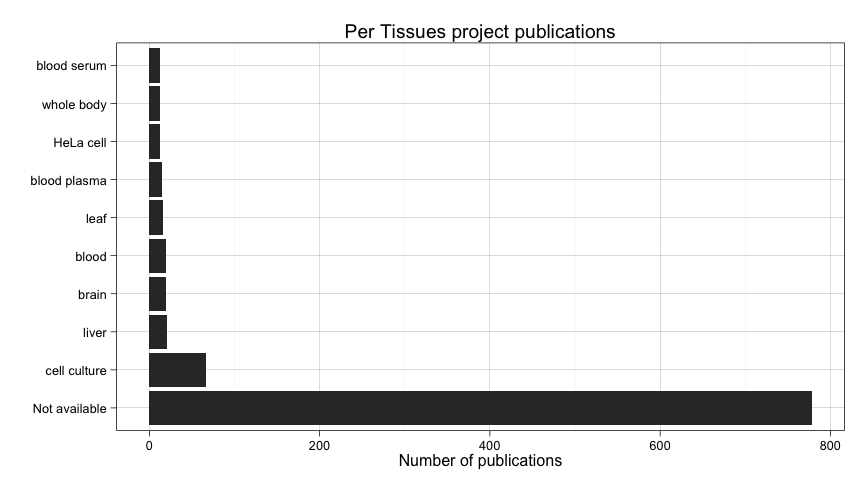 Per Tissues project publications
blood serum
whole body
HeLa cell
blood plasma
leaf
blood
brain
liver
cell culture
Not available
0 200 400 600 800
Number of publications